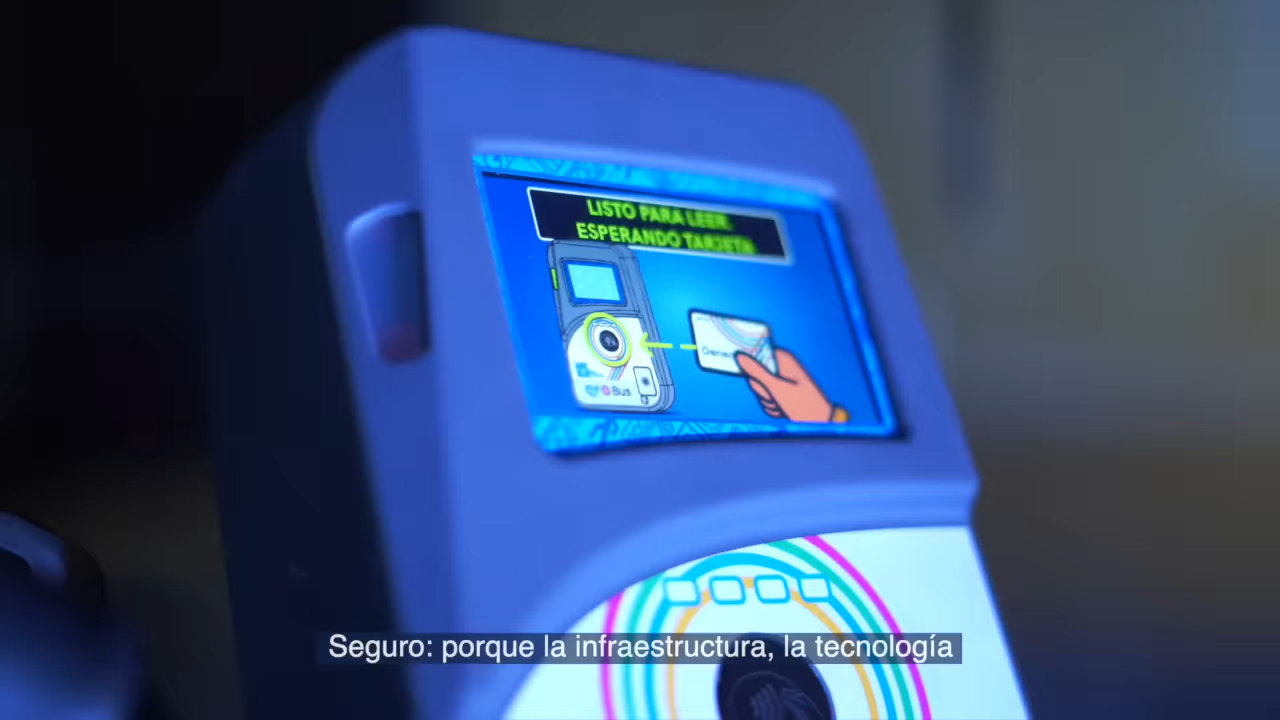 LISTO PARA LEER,
ESPERANDO TARJETA
Bus
Seguro: porque la infraestructura, la tecnología